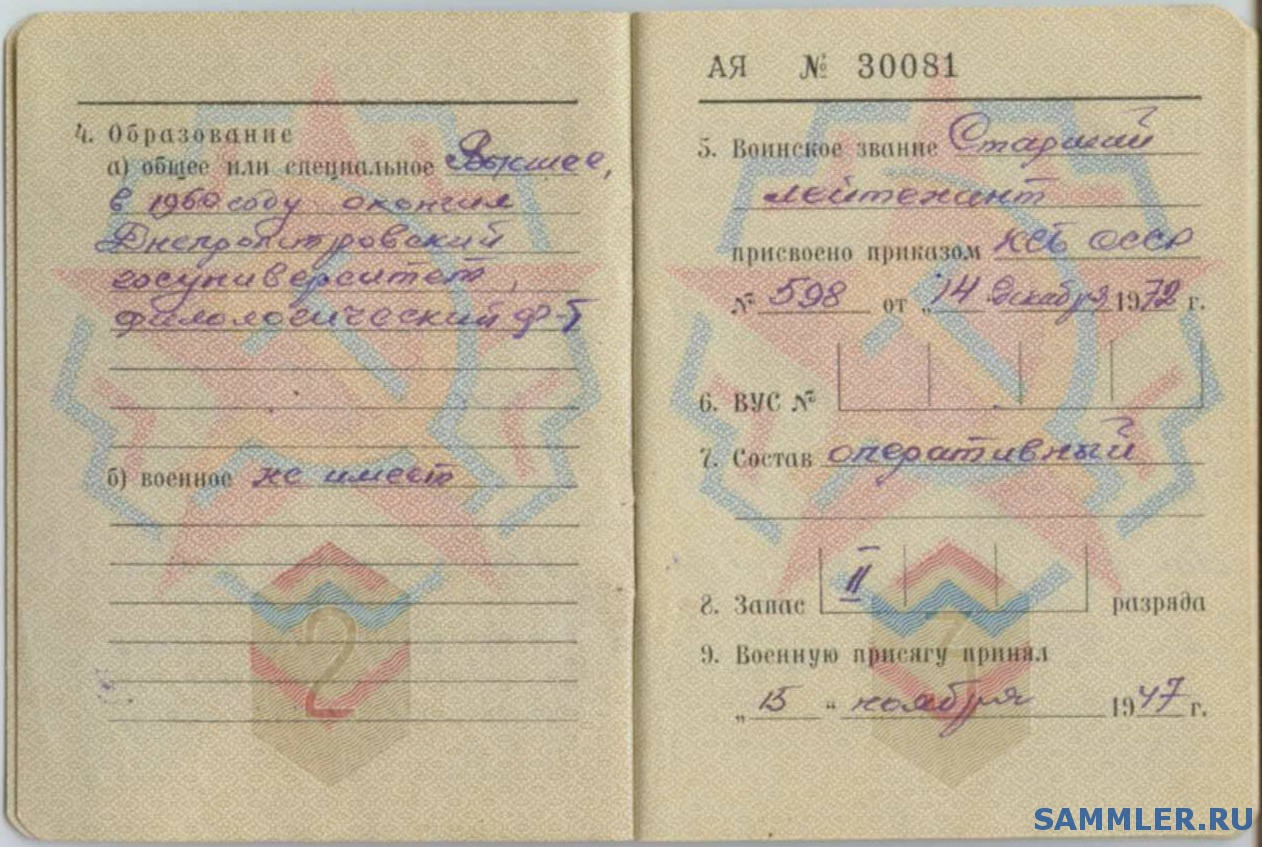 4. Образование
а) общее или специальное Высшее,
в 1960 году окончил
Днепропетровский
госуниверситет,
филологический ф-т
б) военное не имеет
2
АЯ № 30081
5. Воинское звание Старший
лейтенант
присвоено приказом КГБ СССР
№ 598 от „14 декабря 1972 г.
6. ВУС №
7. Состав оперативный
8. Запас II разряда
9. Военную присягу принял
„15 “ ноября 1947 г.
SAMMLER.RU